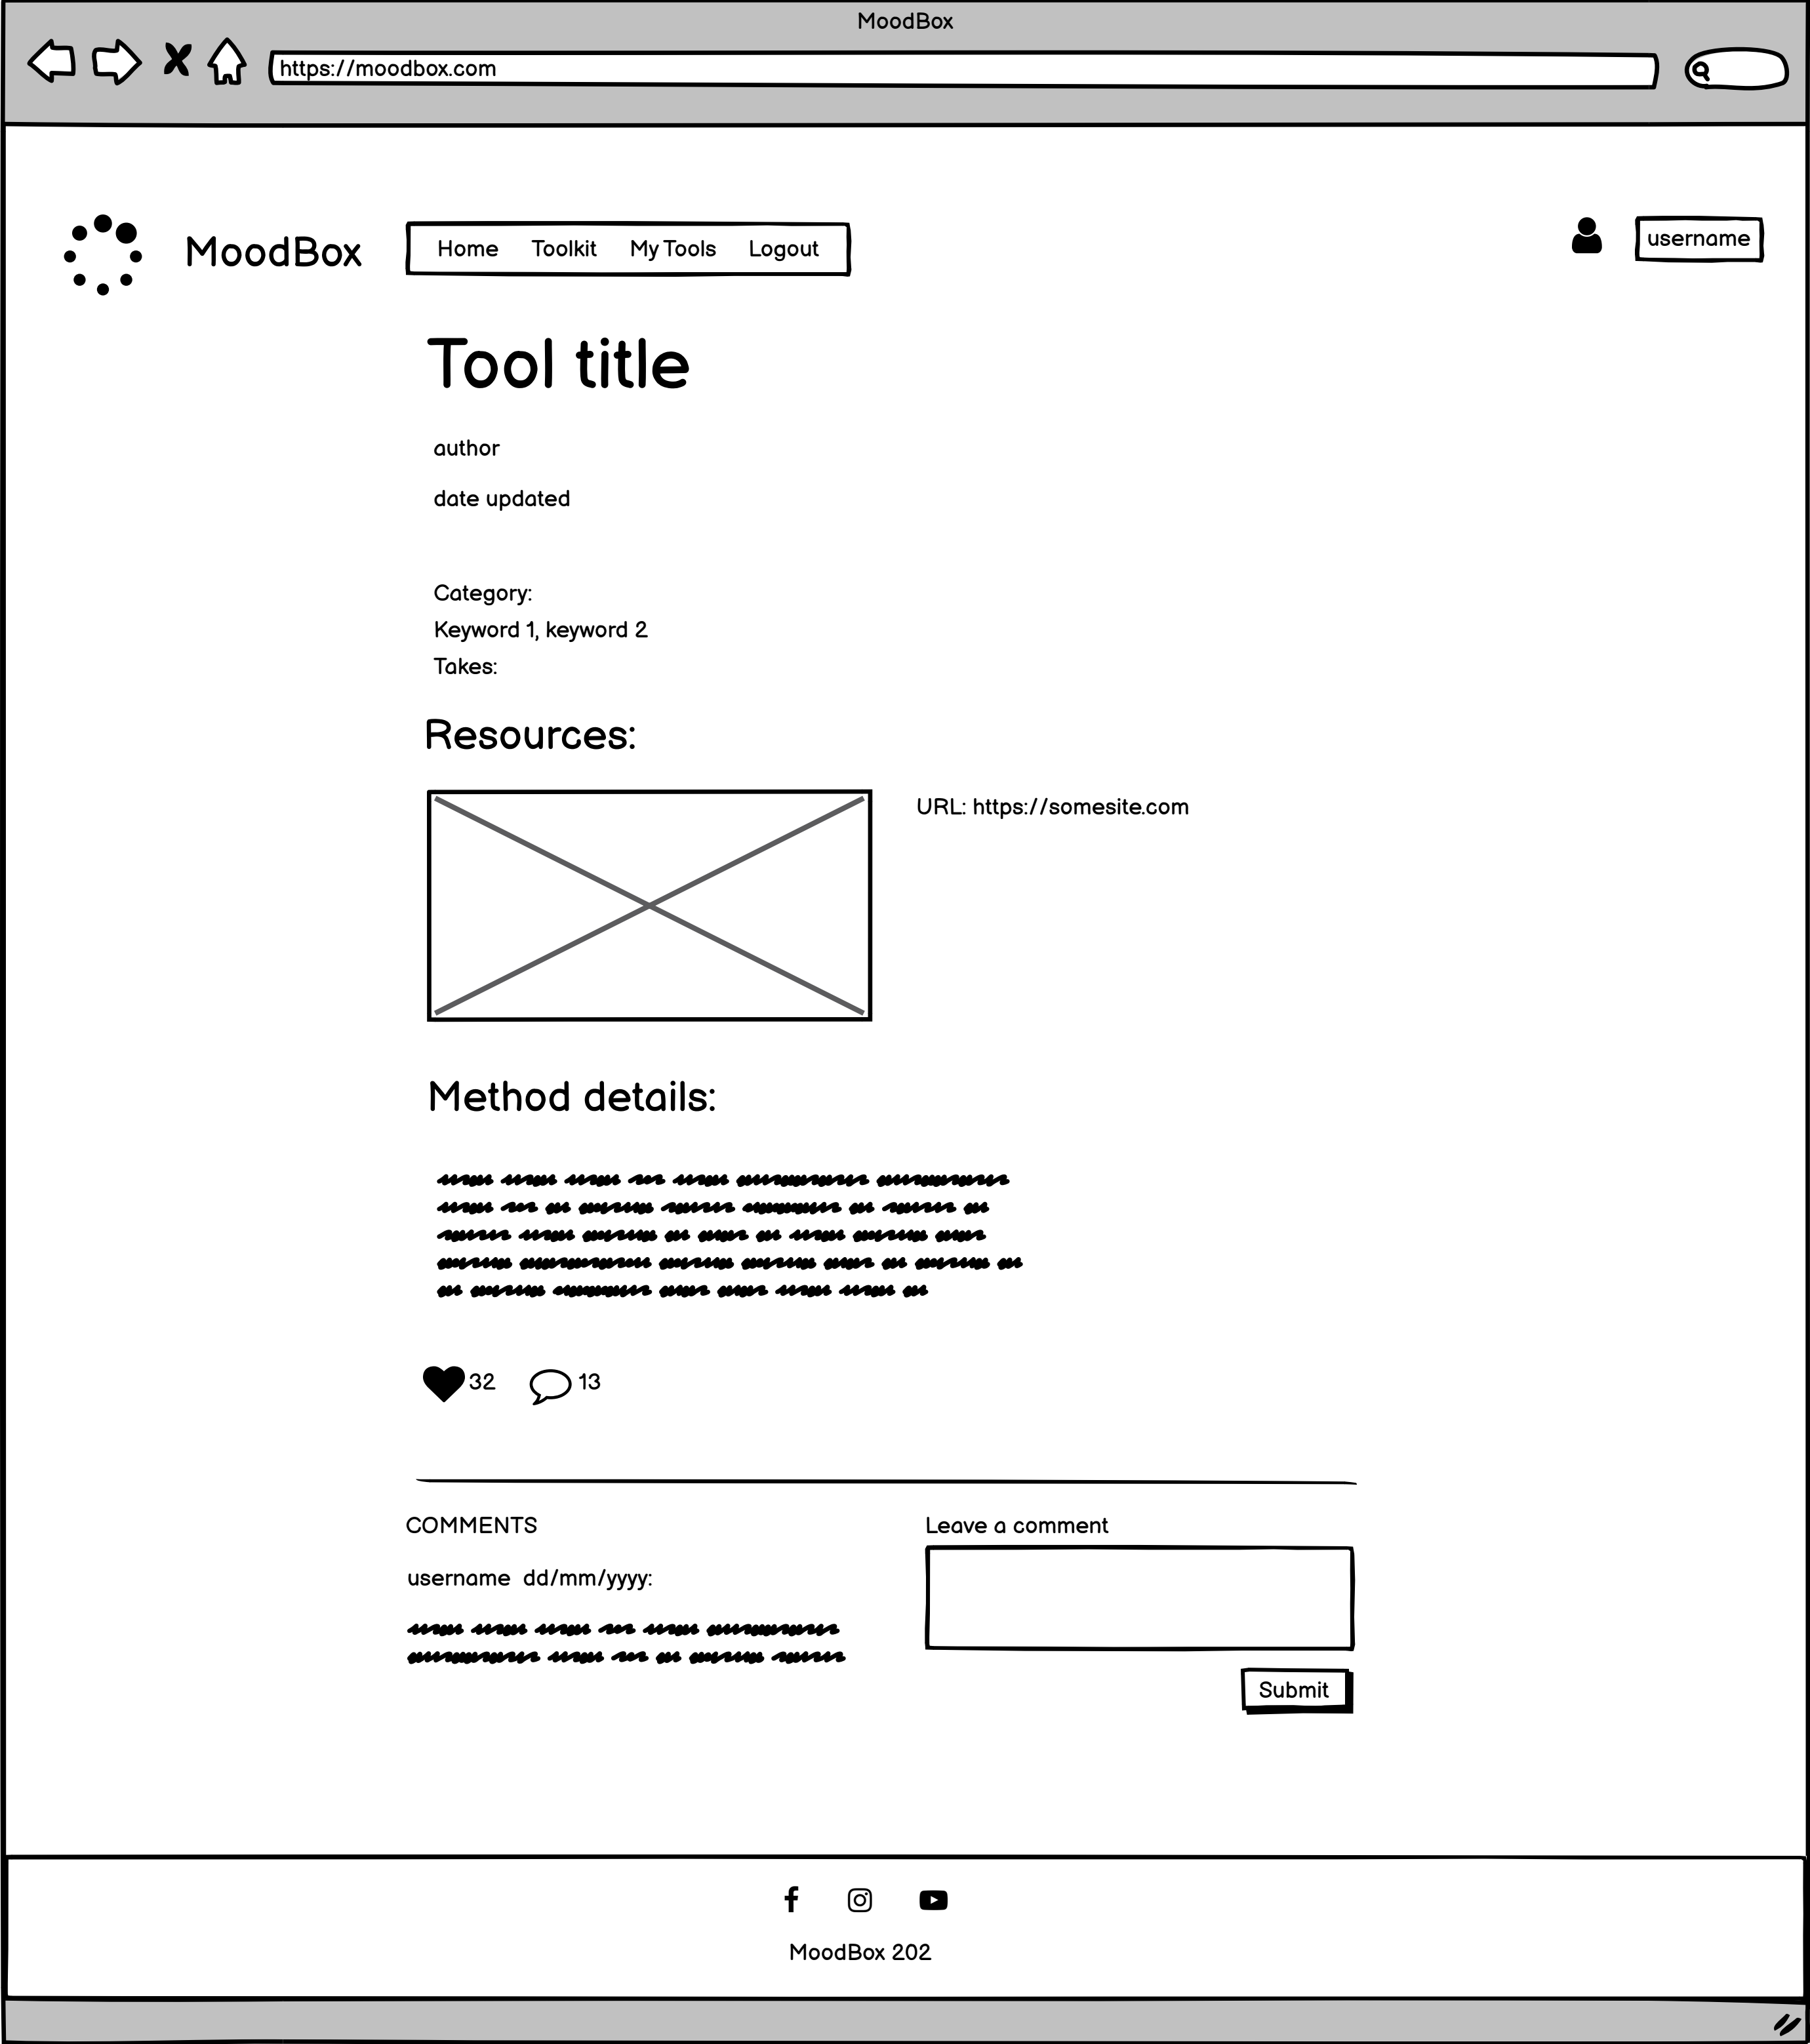 MoodBox
https://moodbox.com
MoodBox
Home Toolkit My Tools Logout
username
Tool title
author
date updated
Category:
Keyword 1, keyword 2
Takes:
Resources:
URL: https://somesite.com
Method details:
32 13
COMMENTS
Leave a comment
username dd/mm/yyyy:
Submit
MoodBox 202